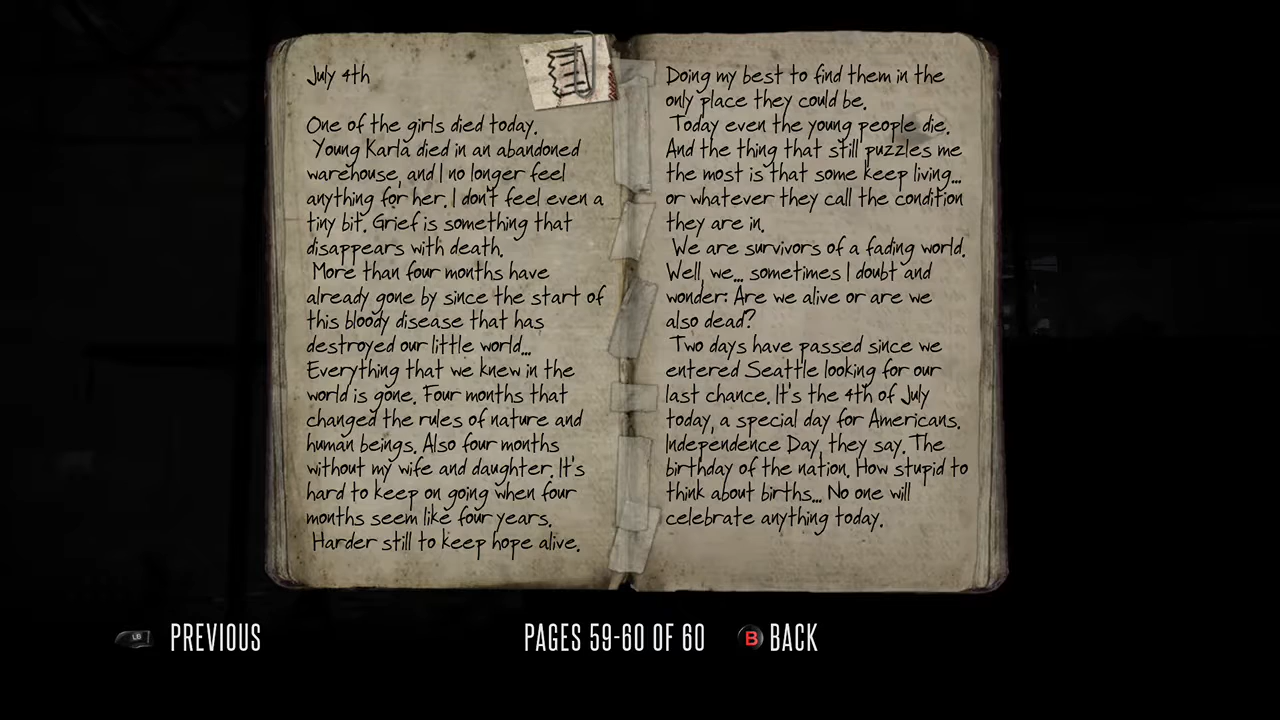 July 4th
One of the girls died today.
Young Karla died in an abandoned
warehouse, and I no longer feel
anything for her. I don't feel even a
tiny bit. Grief is something that
disappears with death.
More than four months have
already gone by since the start of
this bloody disease that has
destroyed our little world...
Everything that we knew in the
world is gone. Four months that
changed the rules of nature and
human beings. Also four months
without my wife and daughter. It's
hard to keep on going when four
months seem like four years.
Harder still to keep hope alive.
Doing my best to find them in the
only place they could be.
Today even the young people die.
And the thing that still puzzles me
the most is that some keep living...
or whatever they call the condition
they are in.
We are survivors of a fading world.
Well, we... sometimes I doubt and
wonder: Are we alive or are we
also dead?
Two days have passed since we
entered Seattle looking for our
last chance. It's the 4th of July
today, a special day for Americans.
Independence Day, they say. The
birthday of the nation. How stupid to
think about births... No one will
celebrate anything today.
LB PREVIOUS
PAGES 59-60 OF 60
B BACK